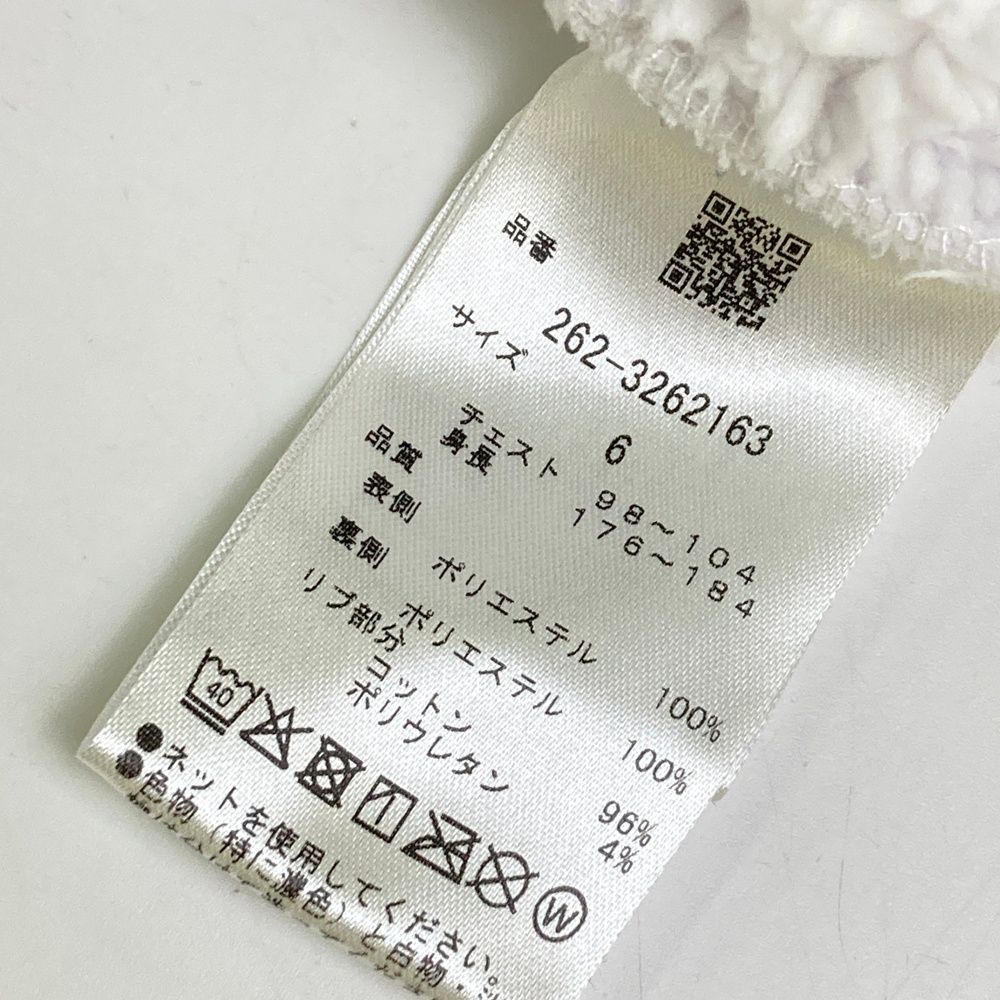 品番
262-3262163
サイズ
6
チェスト 98～104
身長 176～184
品質
表側
ポリエステル 100%
裏側
ポリエステル 100%
リブ部分
コットン 96%
ポリウレタン 4%
40
W
●ネットを使用してください。
●色物（特に濃色）と白物・